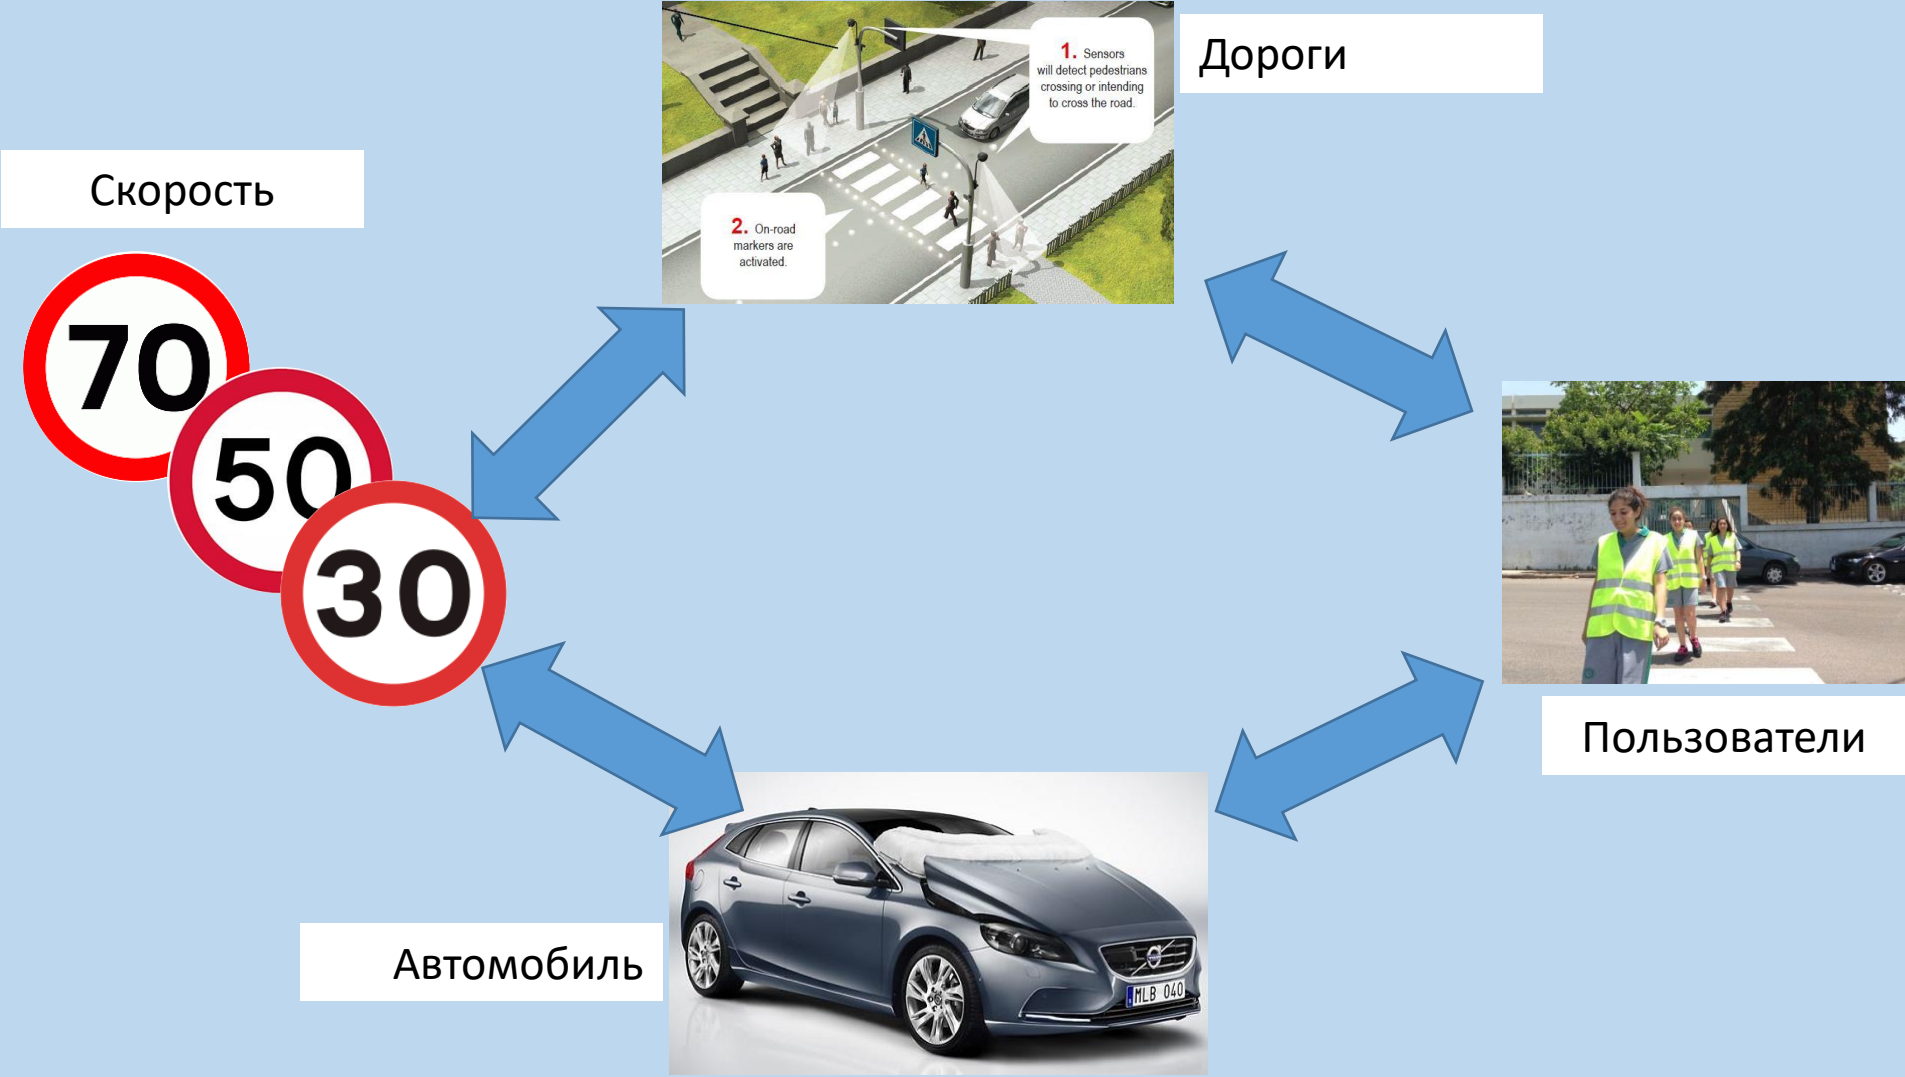 Дороги
1. Sensors
will detect pedestrians
crossing or intending
to cross the road.
2. On-road
markers are
activated.
Скорость
70
50
30
Пользователи
Автомобиль
MLB 040